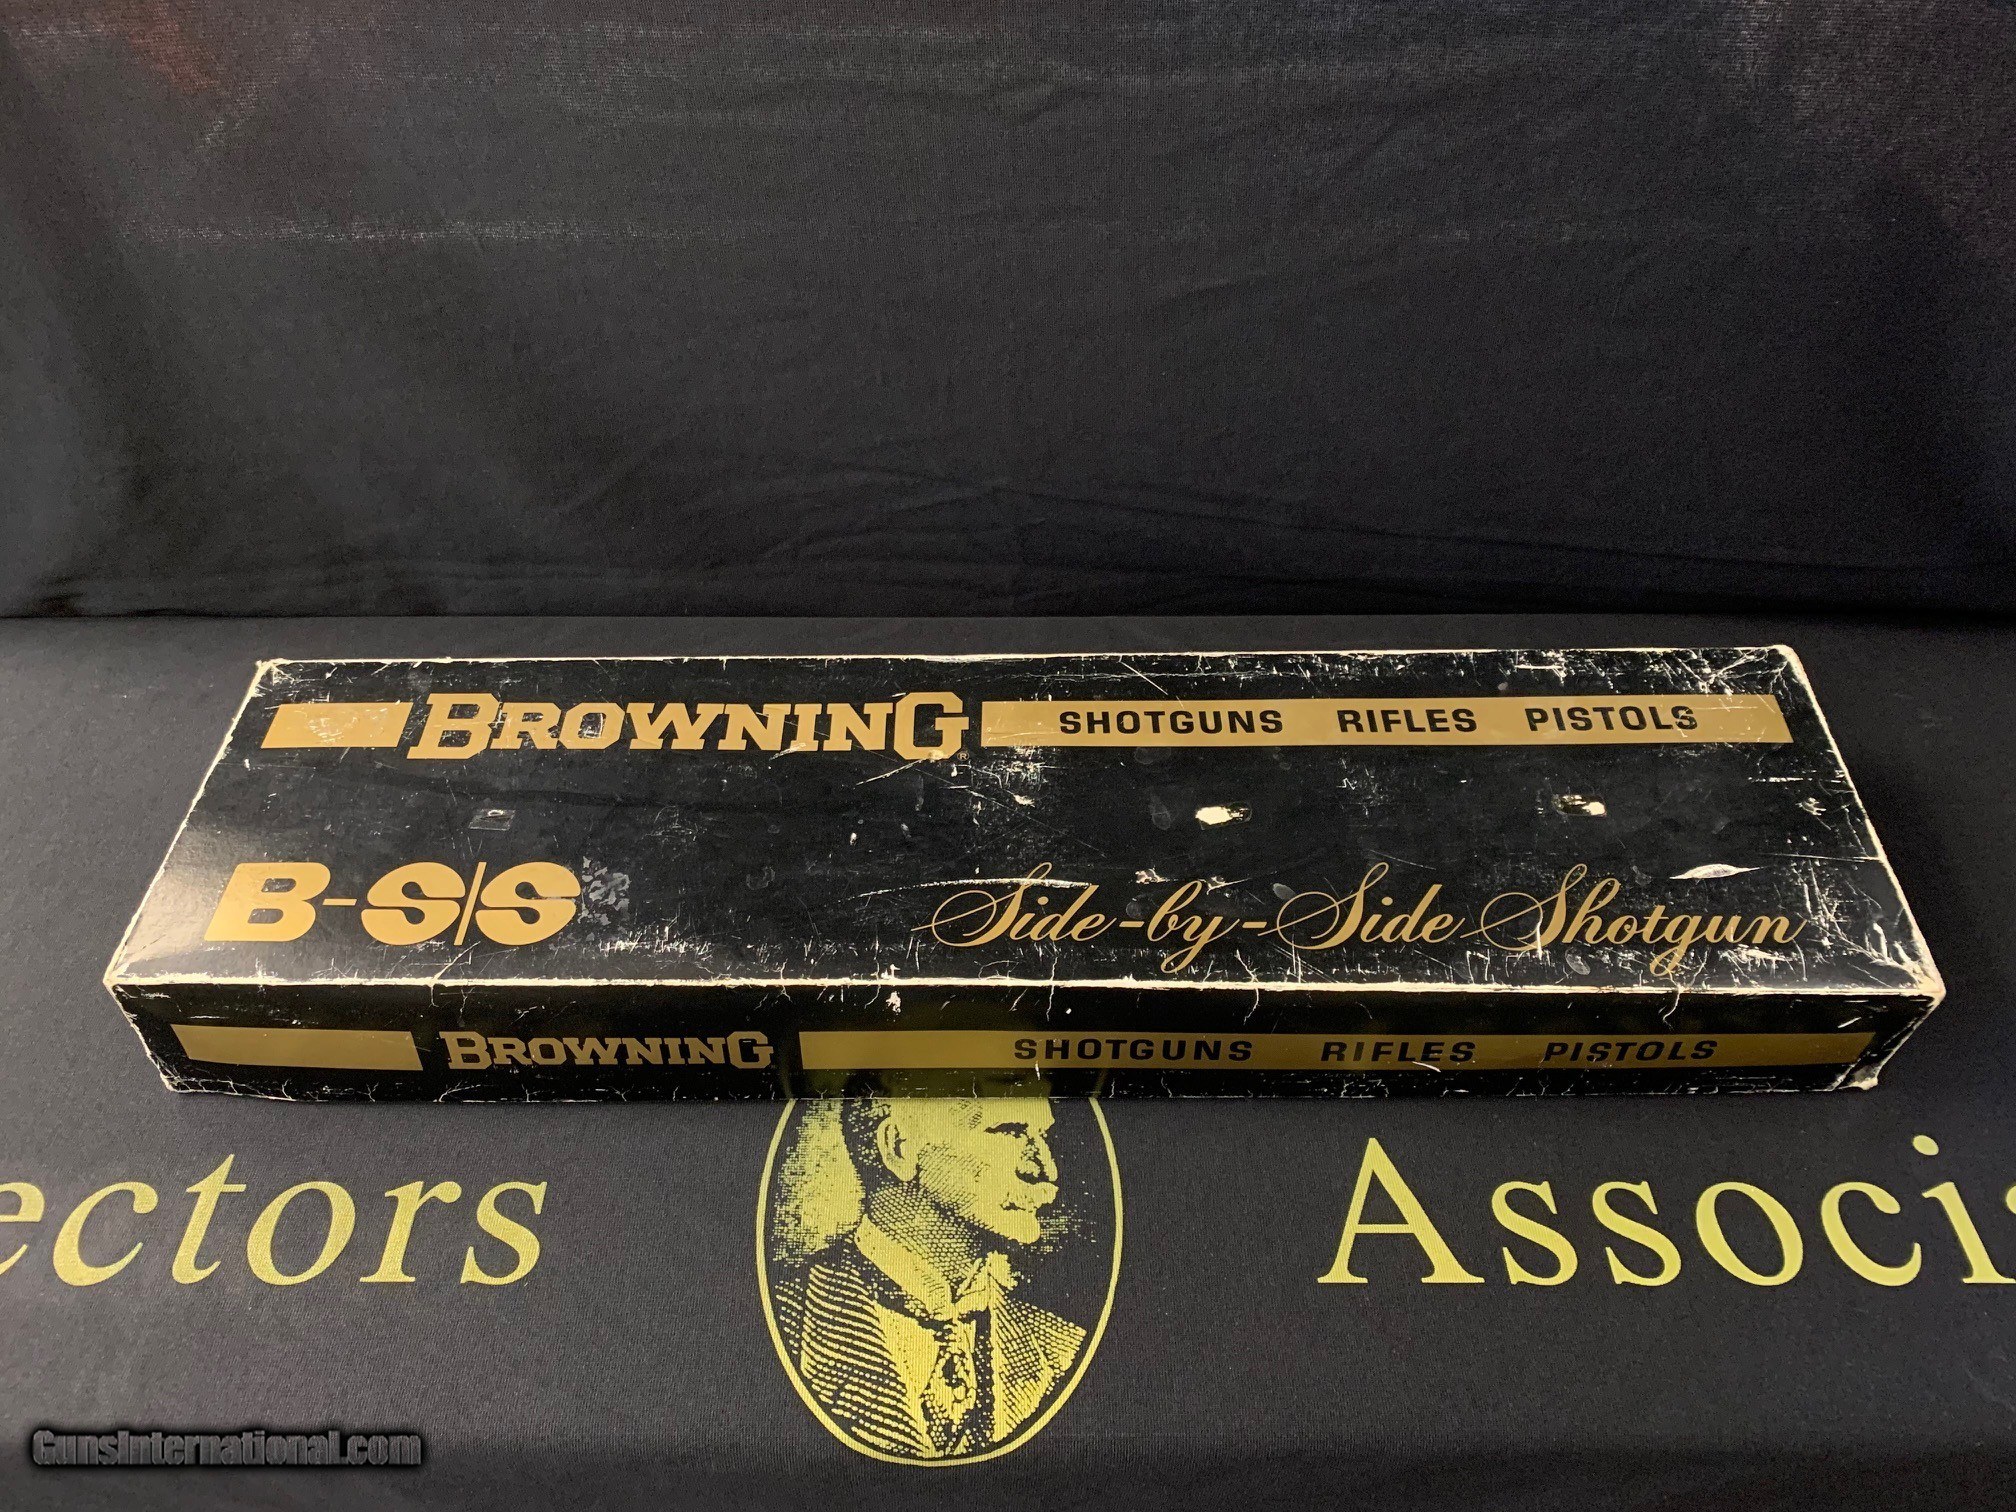 BROWNING® SHOTGUNS RIFLES PISTOLS
B-S/S Side-by-Side Shotgun
BROWNING SHOTGUNS RIFLES PISTOLS
ectors Associ
GunsInternational.com